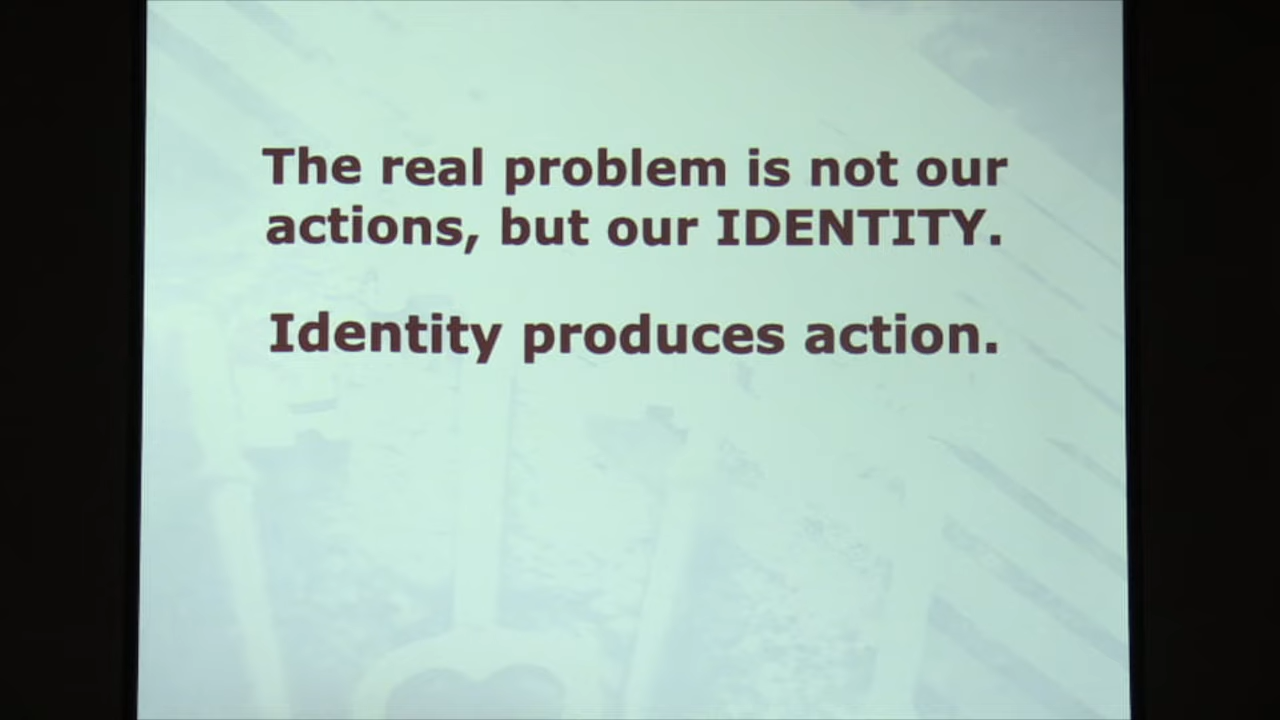 The real problem is not our
actions, but our IDENTITY.
Identity produces action.